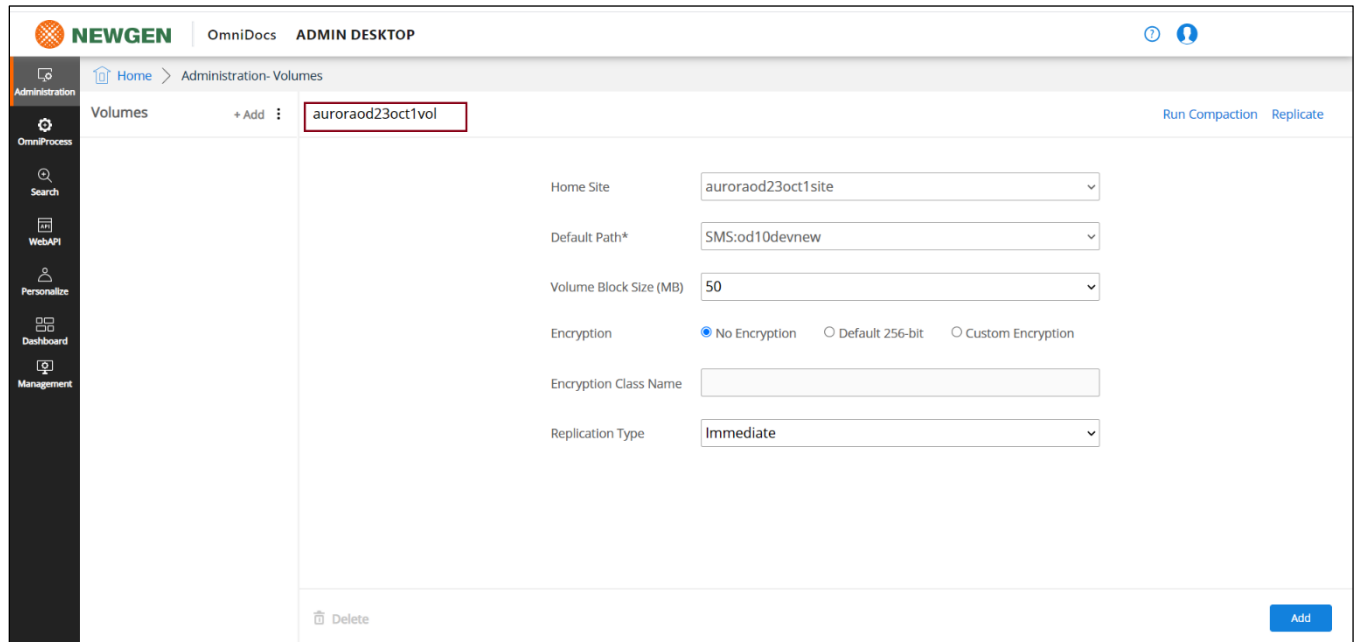 NEWGEN OmniDocs ADMIN DESKTOP
Administration
Home > Administration- Volumes
Volumes + Add auroraod23oct1vol Run Compaction Replicate
OmniProcess
Search
WebAPI
Personalize
Dashboard
Management
Home Site auroraod23oct1site
Default Path* SMS:od10devnew
Volume Block Size (MB) 50
Encryption No Encryption Default 256-bit Custom Encryption
Encryption Class Name
Replication Type Immediate
Delete Add